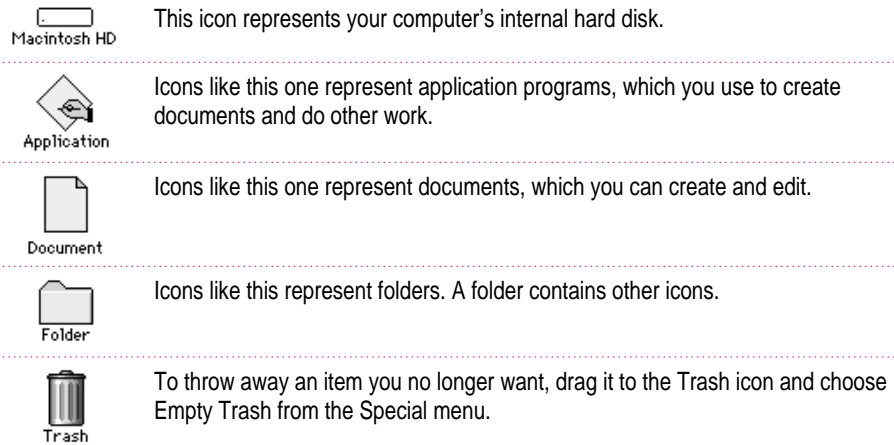 Macintosh HD
This icon represents your computer’s internal hard disk.
Application
Icons like this one represent application programs, which you use to create
documents and do other work.
Document
Icons like this one represent documents, which you can create and edit.
Folder
Icons like this represent folders. A folder contains other icons.
Trash
To throw away an item you no longer want, drag it to the Trash icon and choose
Empty Trash from the Special menu.